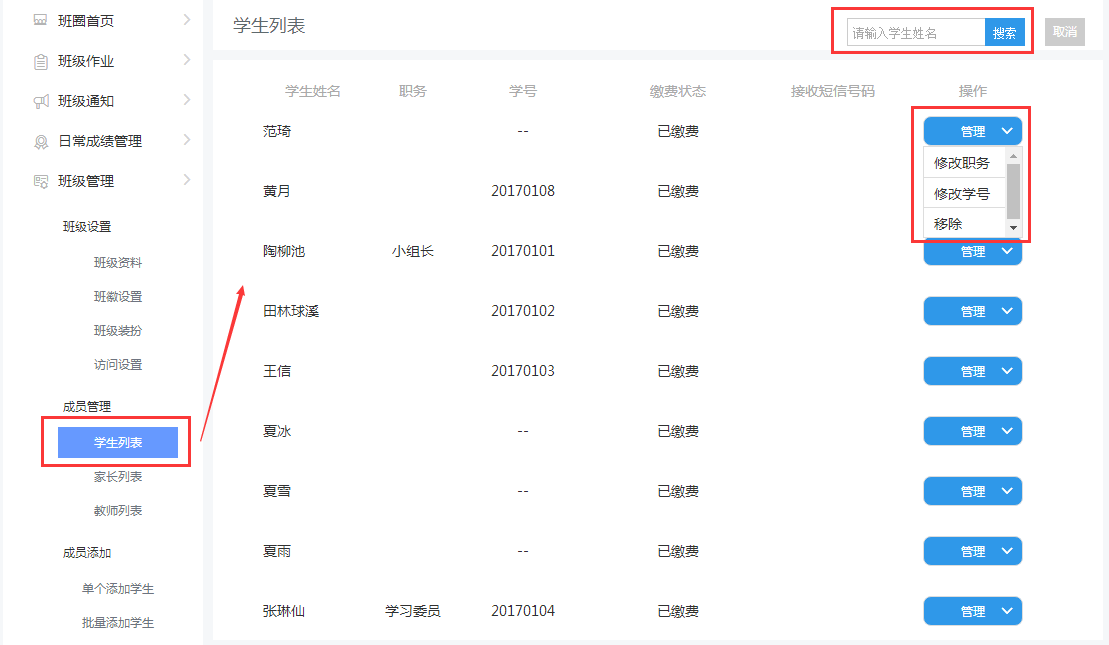 班圈首页
班级作业
班级通知
日常成绩管理
班级管理
班级设置
班级资料
班徽设置
班级装扮
访问设置
成员管理
学生列表
家长列表
教师列表
成员添加
单个添加学生
批量添加学生
学生列表
请输入学生姓名 搜索 取消
学生姓名 职务 学号 缴费状态 接收短信号码 操作
范琦 -- 已缴费 管理
修改职务
修改学号
移除
黄月 20170108 已缴费
陶柳池 小组长 20170101 已缴费 管理
田林球溪 20170102 已缴费 管理
王信 20170103 已缴费 管理
夏冰 -- 已缴费 管理
夏雪 -- 已缴费 管理
夏雨 -- 已缴费 管理
张琳仙 学习委员 20170104 已缴费 管理